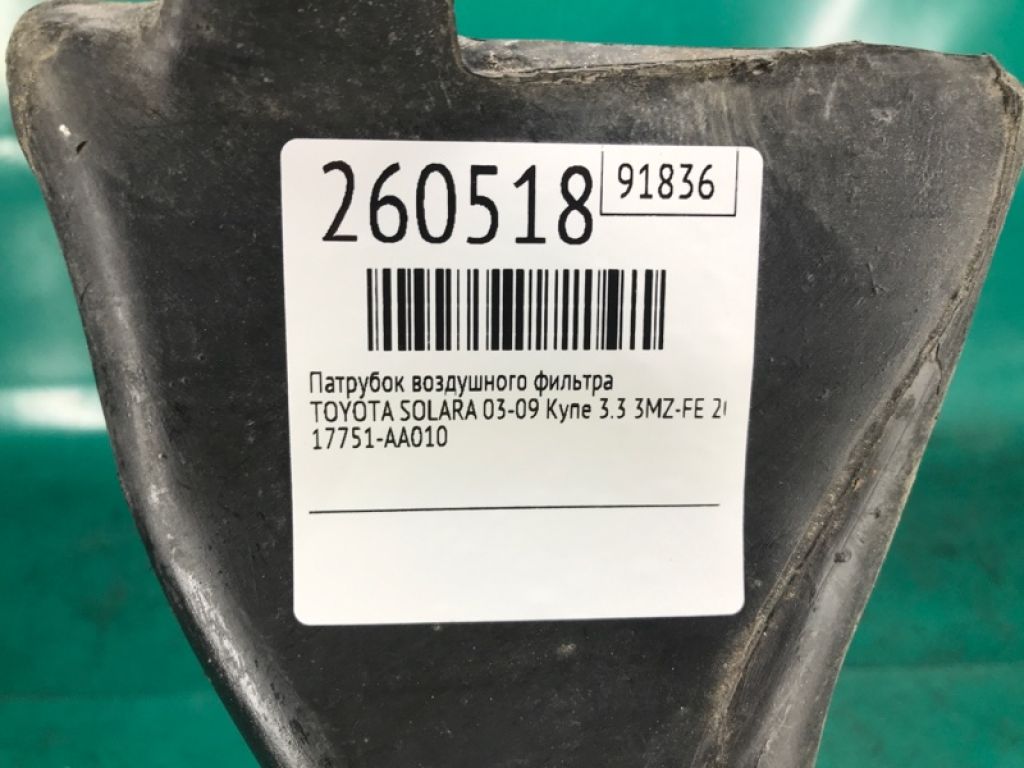 260518
91836
Патрубок воздушного фильтра
TOYOTA SOLARA 03-09 Купе 3.3 3MZ-FE
17751-AA010